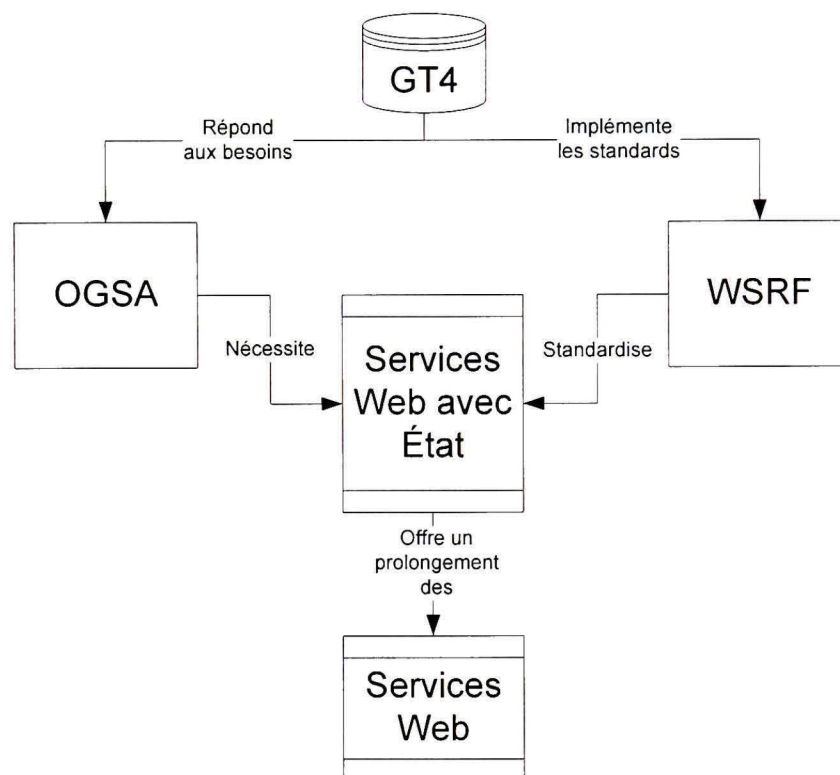 GT4
Répond
aux besoins
Implémente
les standards
OGSA
WSRF
Nécessite
Services
Web avec
État
Standardise
Offre un
prolongement
des
Services
Web